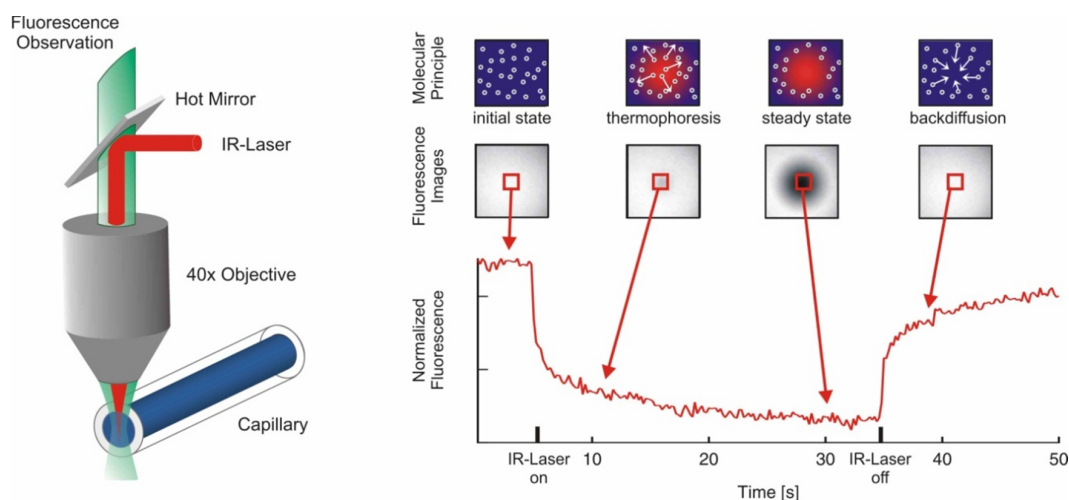 Fluorescence
Observation
Hot Mirror
IR-Laser
40x Objective
Capillary
Molecular
Principle
initial state
thermophoresis
steady state
backdiffusion
Fluorescence
Images
Normalized
Fluorescence
IR-Laser
on
10
20
30
IR-Laser
off
40
50
Time [s]